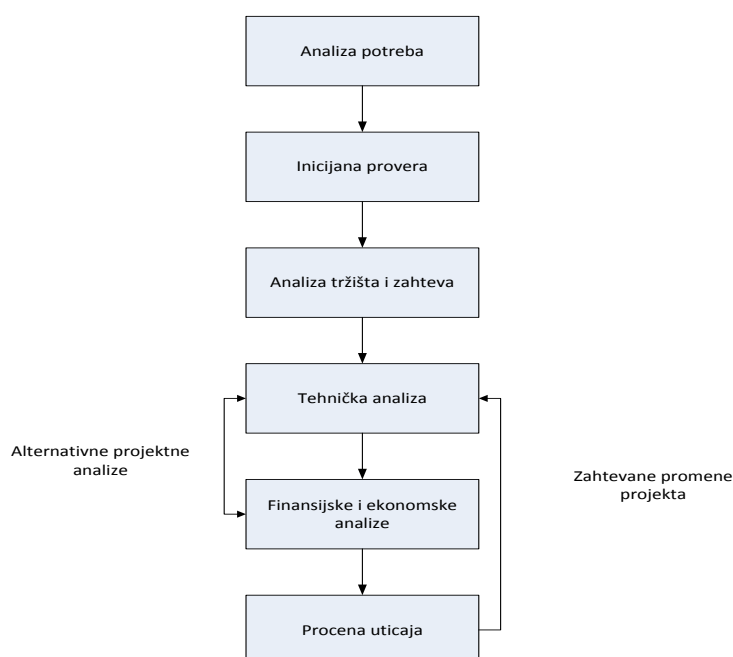 Analiza potreba
Inicijana provera
Analiza tržišta i zahteva
Tehnička analiza
Alternativne projektne
analize
Zahtevane promene
projekta
Finansijske i ekonomske
analize
Procena uticaja